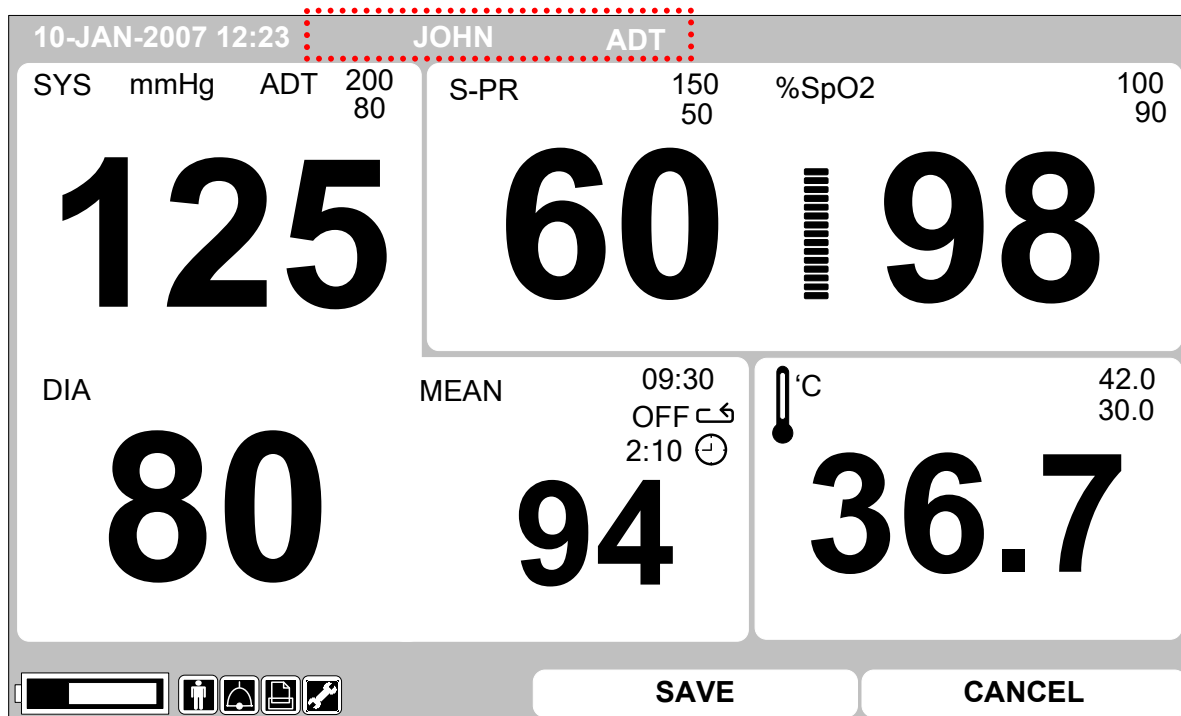 10-JAN-2007 12:23 JOHN ADT
SYS mmHg ADT 200
80
125
S-PR 150
50
60
%SpO2 100
90
98
DIA
80
MEAN 09:30
OFF
2:10
94
‘C 42.0
30.0
36.7
SAVE CANCEL